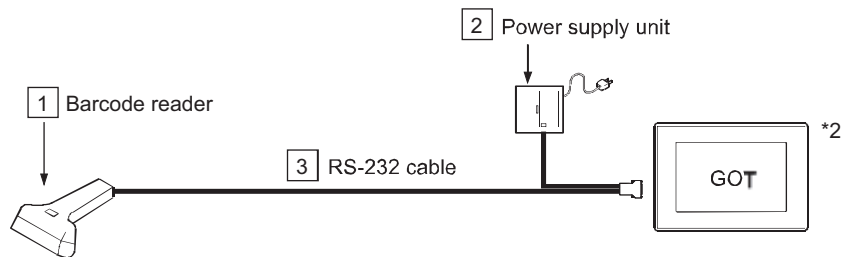 2 Power supply unit
1 Barcode reader
*2
3 RS-232 cable
GOT